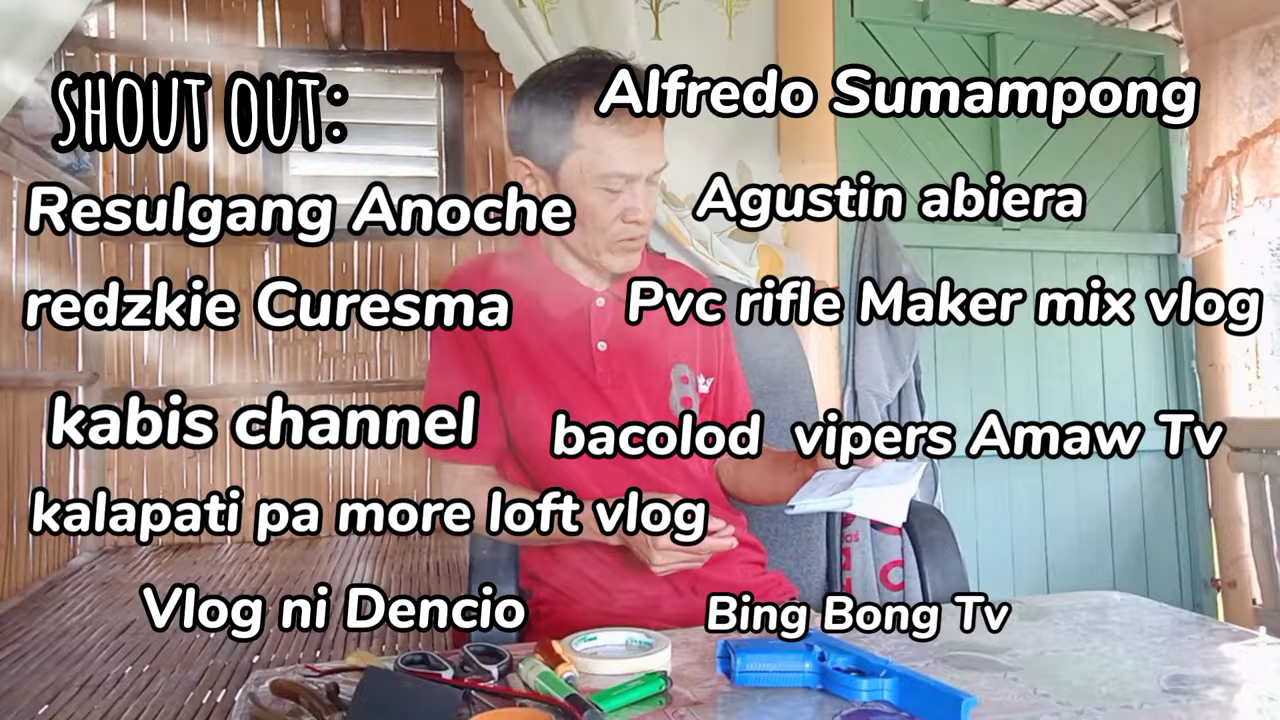 SHOUT OUT:
Resulgang Anoche
redzkie Curesma
kabis channel
kalapati pa more loft vlog
Vlog ni Dencio
Alfredo Sumampong
Agustin abiera
Pvc rifle Maker mix vlog
bacolod vipers Amaw Tv
Bing Bong Tv
8